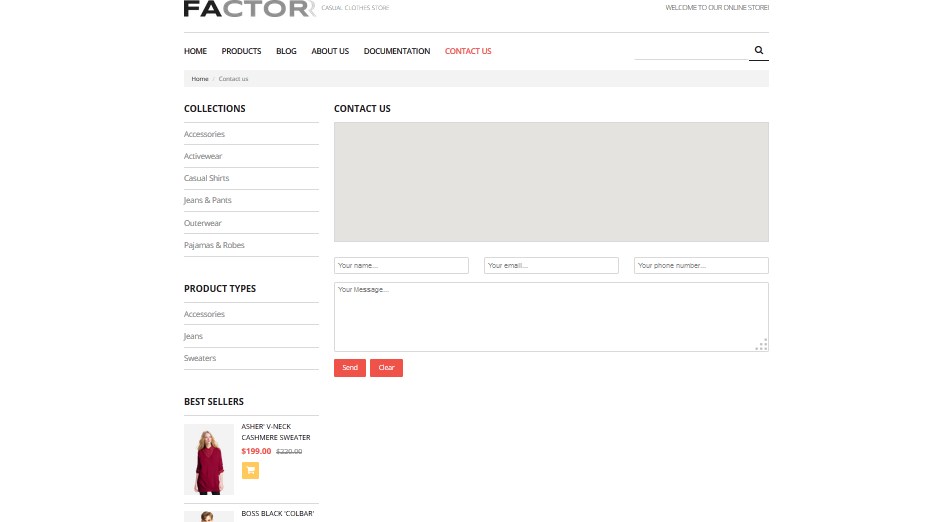 FACTORY
CASUAL CLOTHES STORE
WELCOME TO OUR ONLINE STORE!
HOME PRODUCTS BLOG ABOUT US DOCUMENTATION CONTACT US
Home / Contact us
COLLECTIONS
Accessories
Activewear
Casual Shirts
Jeans & Pants
Outerwear
Pajamas & Robes
PRODUCT TYPES
Accessories
Jeans
Sweaters
BEST SELLERS
ASHER' V-NECK
CASHMERE SWEATER
$199.00 $220.00
BOSS BLACK 'COLBAR'
CONTACT US
Your name...
Your email...
Your phone number...
Your Message...
Send
Clear